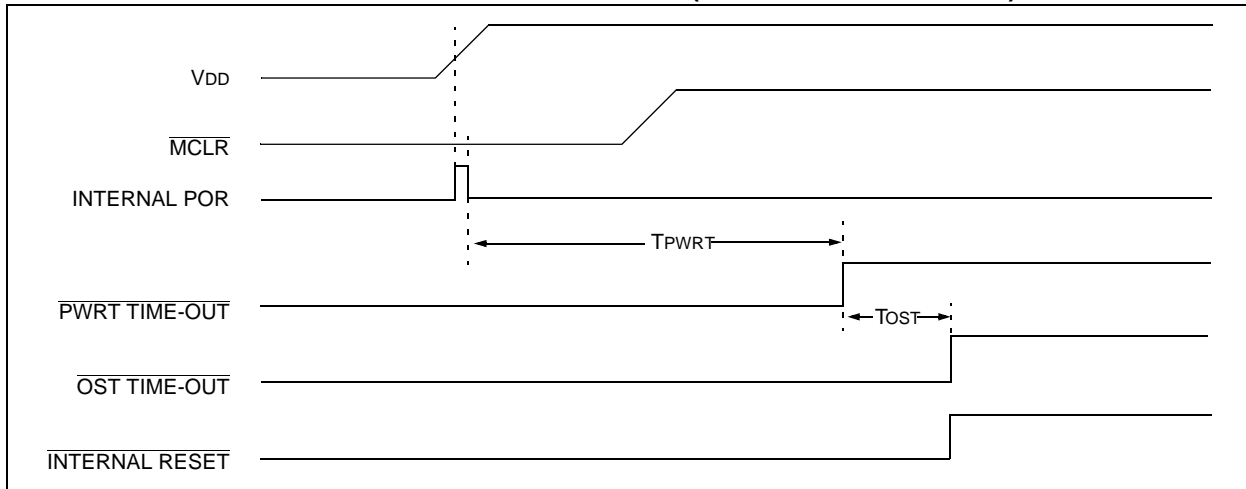 VDD
MCLR
INTERNAL POR
TPWRT
PWRT TIME-OUT
TOST
OST TIME-OUT
INTERNAL RESET